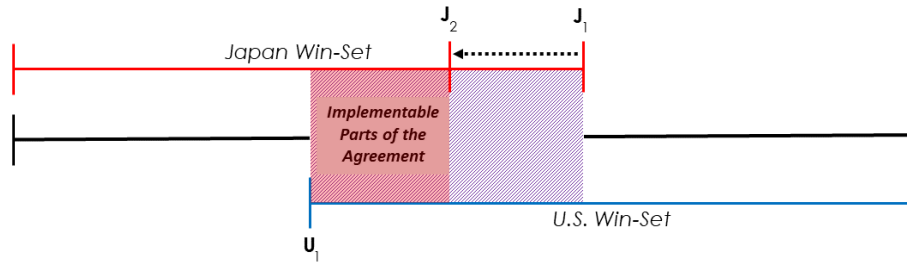 J2
J1
Japan Win-Set
Implementable
Parts of the
Agreement
U.S. Win-Set
U1